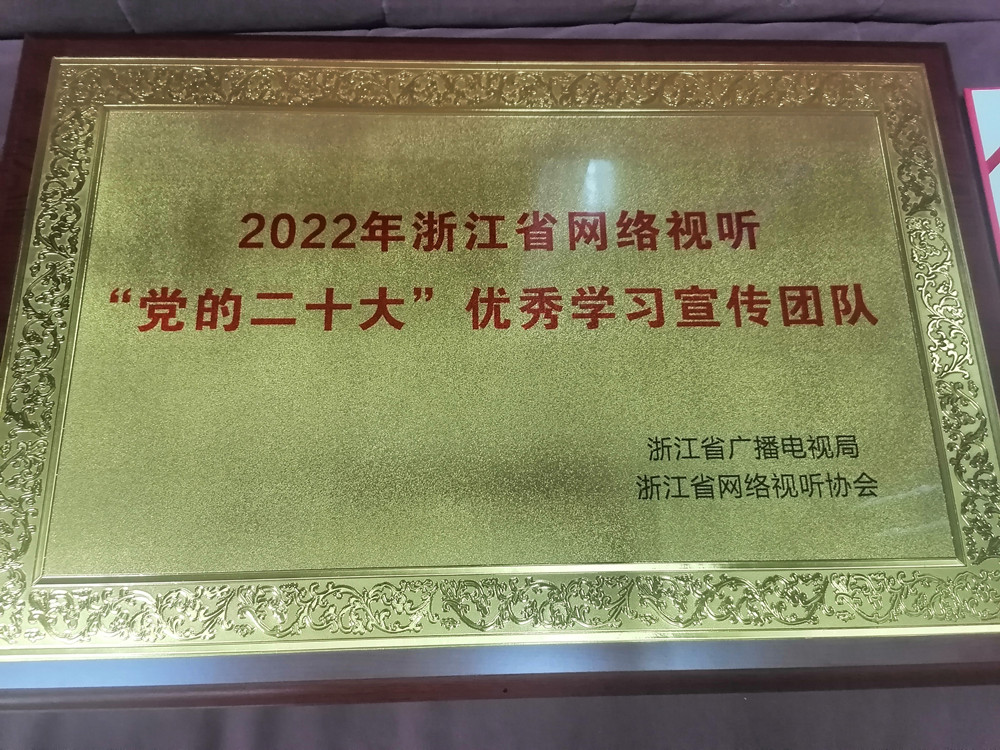 2022年浙江省网络视听
“党的二十大”优秀学习宣传团队
浙江省广播电视局
浙江省网络视听协会